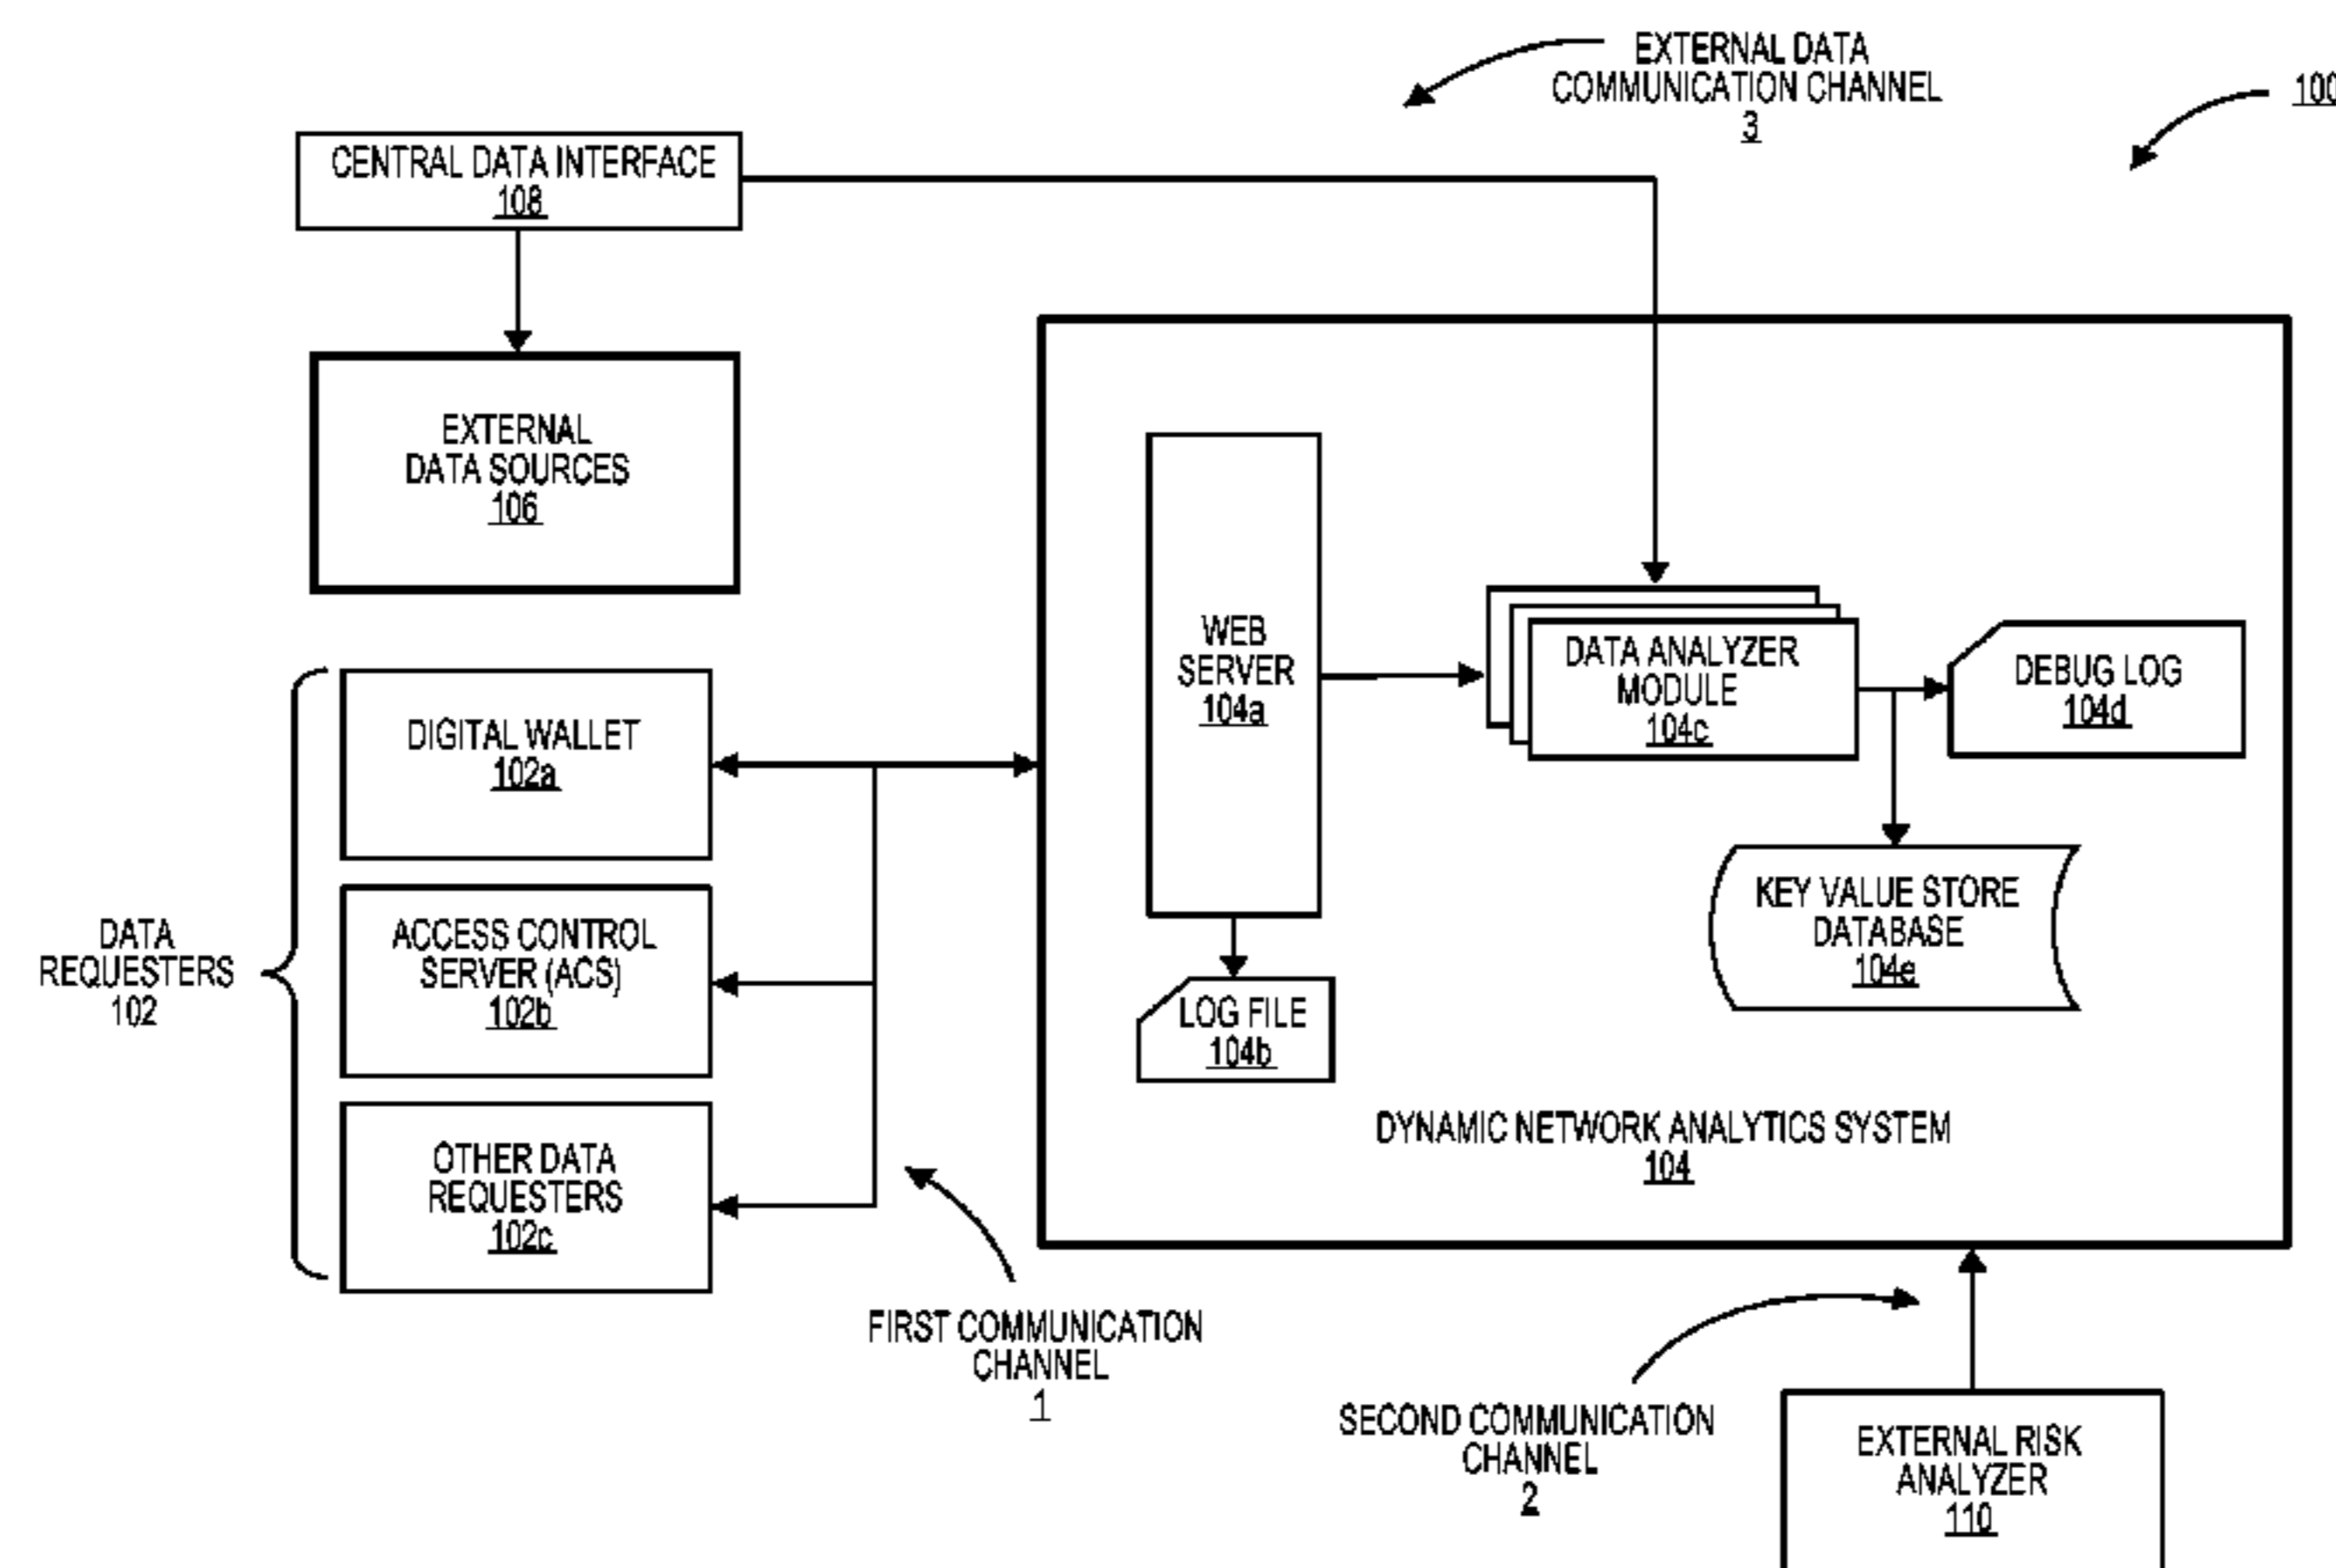 EXTERNAL DATA
COMMUNICATION CHANNEL
3
100
CENTRAL DATA INTERFACE
108
EXTERNAL
DATA SOURCES
106
WEB
SERVER
104a
DATA ANALYZER
MODULE
104c
DEBUG LOG
104d
DIGITAL WALLET
102a
KEY VALUE STORE
DATABASE
104e
DATA
REQUESTERS
102
ACCESS CONTROL
SERVER (ACS)
102b
LOG FILE
104b
OTHER DATA
REQUESTERS
102c
DYNAMIC NETWORK ANALYTICS SYSTEM
104
FIRST COMMUNICATION
CHANNEL
1
SECOND COMMUNICATION
CHANNEL
2
EXTERNAL RISK
ANALYZER
110